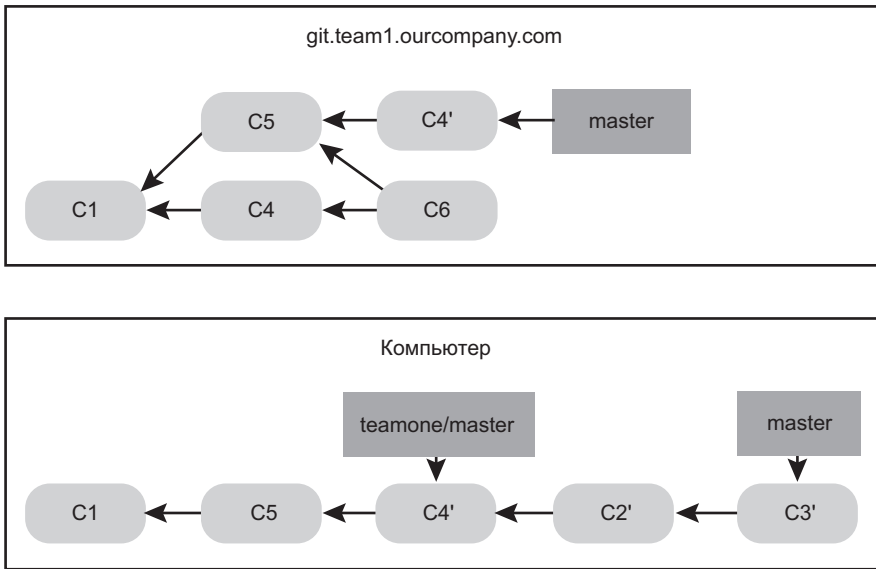 git.team1.ourcompany.com
C5
C4'
master
C1
C4
C6
Компьютер
teamone/master
master
C1
C5
C4'
C2'
C3'